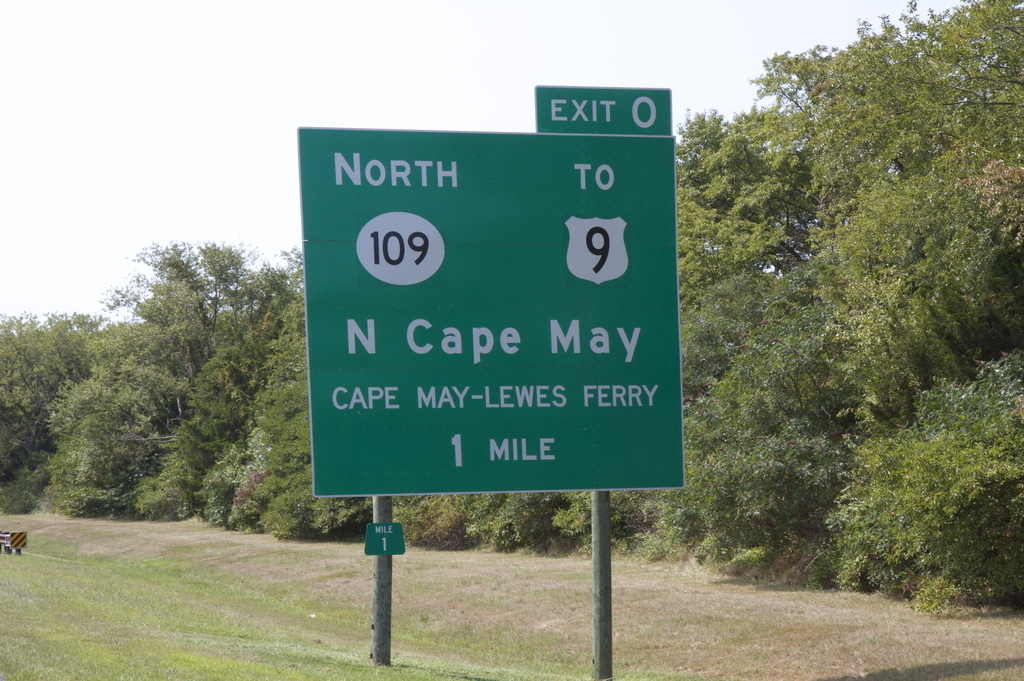 EXIT 0
NORTH TO
109 9
N Cape May
CAPE MAY-LEWES FERRY
1 MILE
MILE
1